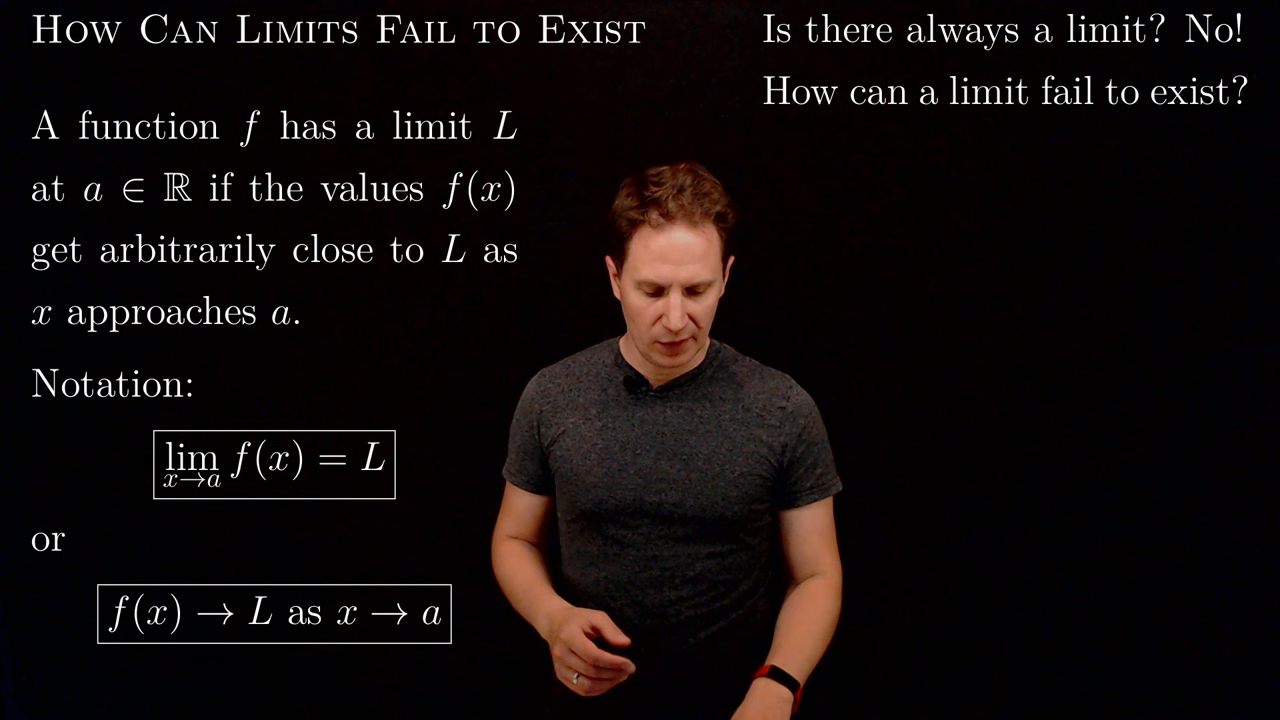 How Can Limits Fail to Exist
A function f has a limit L
at a ∈ ℝ if the values f(x)
get arbitrarily close to L as
x approaches a.
Notation:
lim x→a f(x) = L
or
f(x) → L as x → a
Is there always a limit? No!
How can a limit fail to exist?